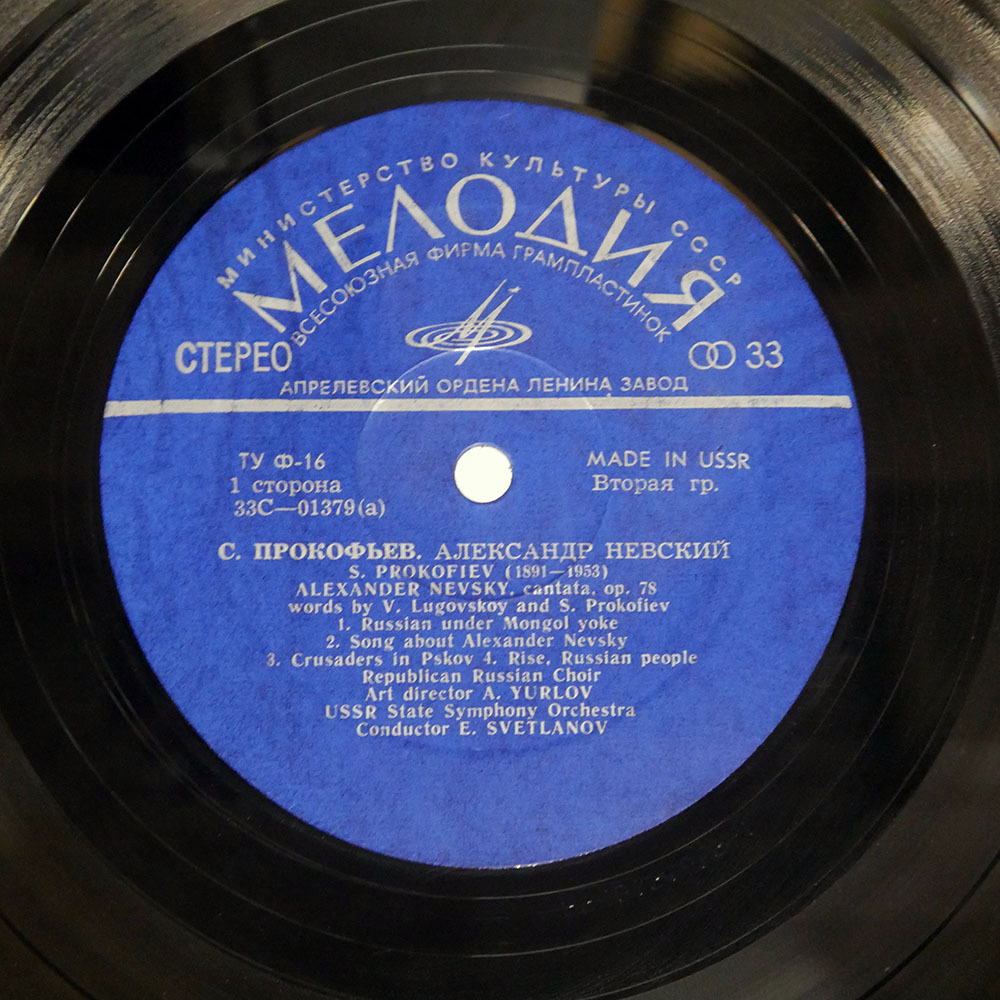 МИНИСТЕРСТВО КУЛЬТУРЫ СССР
МЕЛОДИЯ
ВСЕСОЮЗНАЯ ФИРМА ГРАМПЛАСТИНОК
СТЕРЕО 33
АПРЕЛЕВСКИЙ ОРДЕНА ЛЕНИНА ЗАВОД
ТУ Ф-16 MADE IN USSR
1 сторона Вторая гр.
33С—01379(а)
С. ПРОКОФЬЕВ. АЛЕКСАНДР НЕВСКИЙ
S. PROKOFIEV (1891—1953)
ALEXANDER NEVSKY, cantata, op. 78
words by V. Lugovskoy and S. Prokofiev
1. Russian under Mongol yoke
2. Song about Alexander Nevsky
3. Crusaders in Pskov 4. Rise, Russian people
Republican Russian Choir
Art director A. YURLOV
USSR State Symphony Orchestra
Conductor E. SVETLANOV